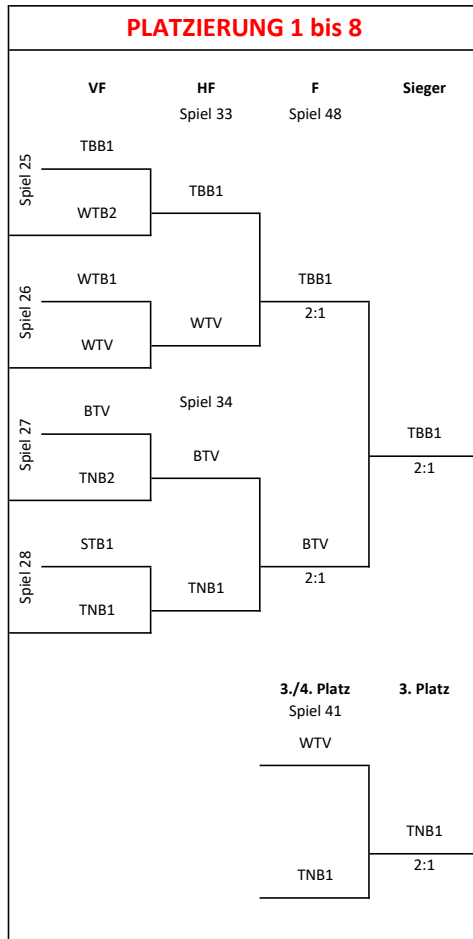 PLATZIERUNG 1 bis 8
VF HF F Sieger
Spiel 33 Spiel 48
Spiel 25
TBB1
TBB1
WTB2
Spiel 26
WTB1
TBB1
2:1
WTV
WTV
Spiel 34
Spiel 27
BTV
TBB1
2:1
BTV
TNB2
Spiel 28
STB1
BTV
2:1
TNB1
TNB1
3./4. Platz 3. Platz
Spiel 41
WTV
TNB1
2:1
TNB1